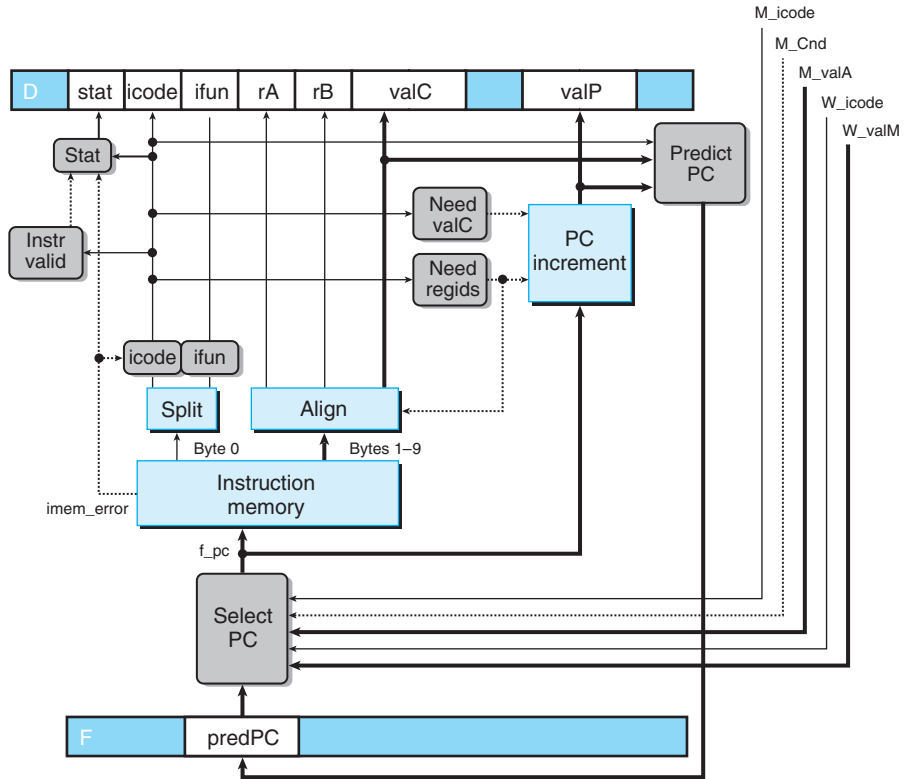 M_icode
M_Cnd
M_valA
W_icode
W_valM
D stat icode ifun rA rB valC valP
Stat
Predict
PC
Need
valC
PC
increment
Instr
valid
Need
regids
icode ifun
Split
Align
Byte 0
Bytes 1–9
Instruction
memory
imem_error
f_pc
Select
PC
F predPC